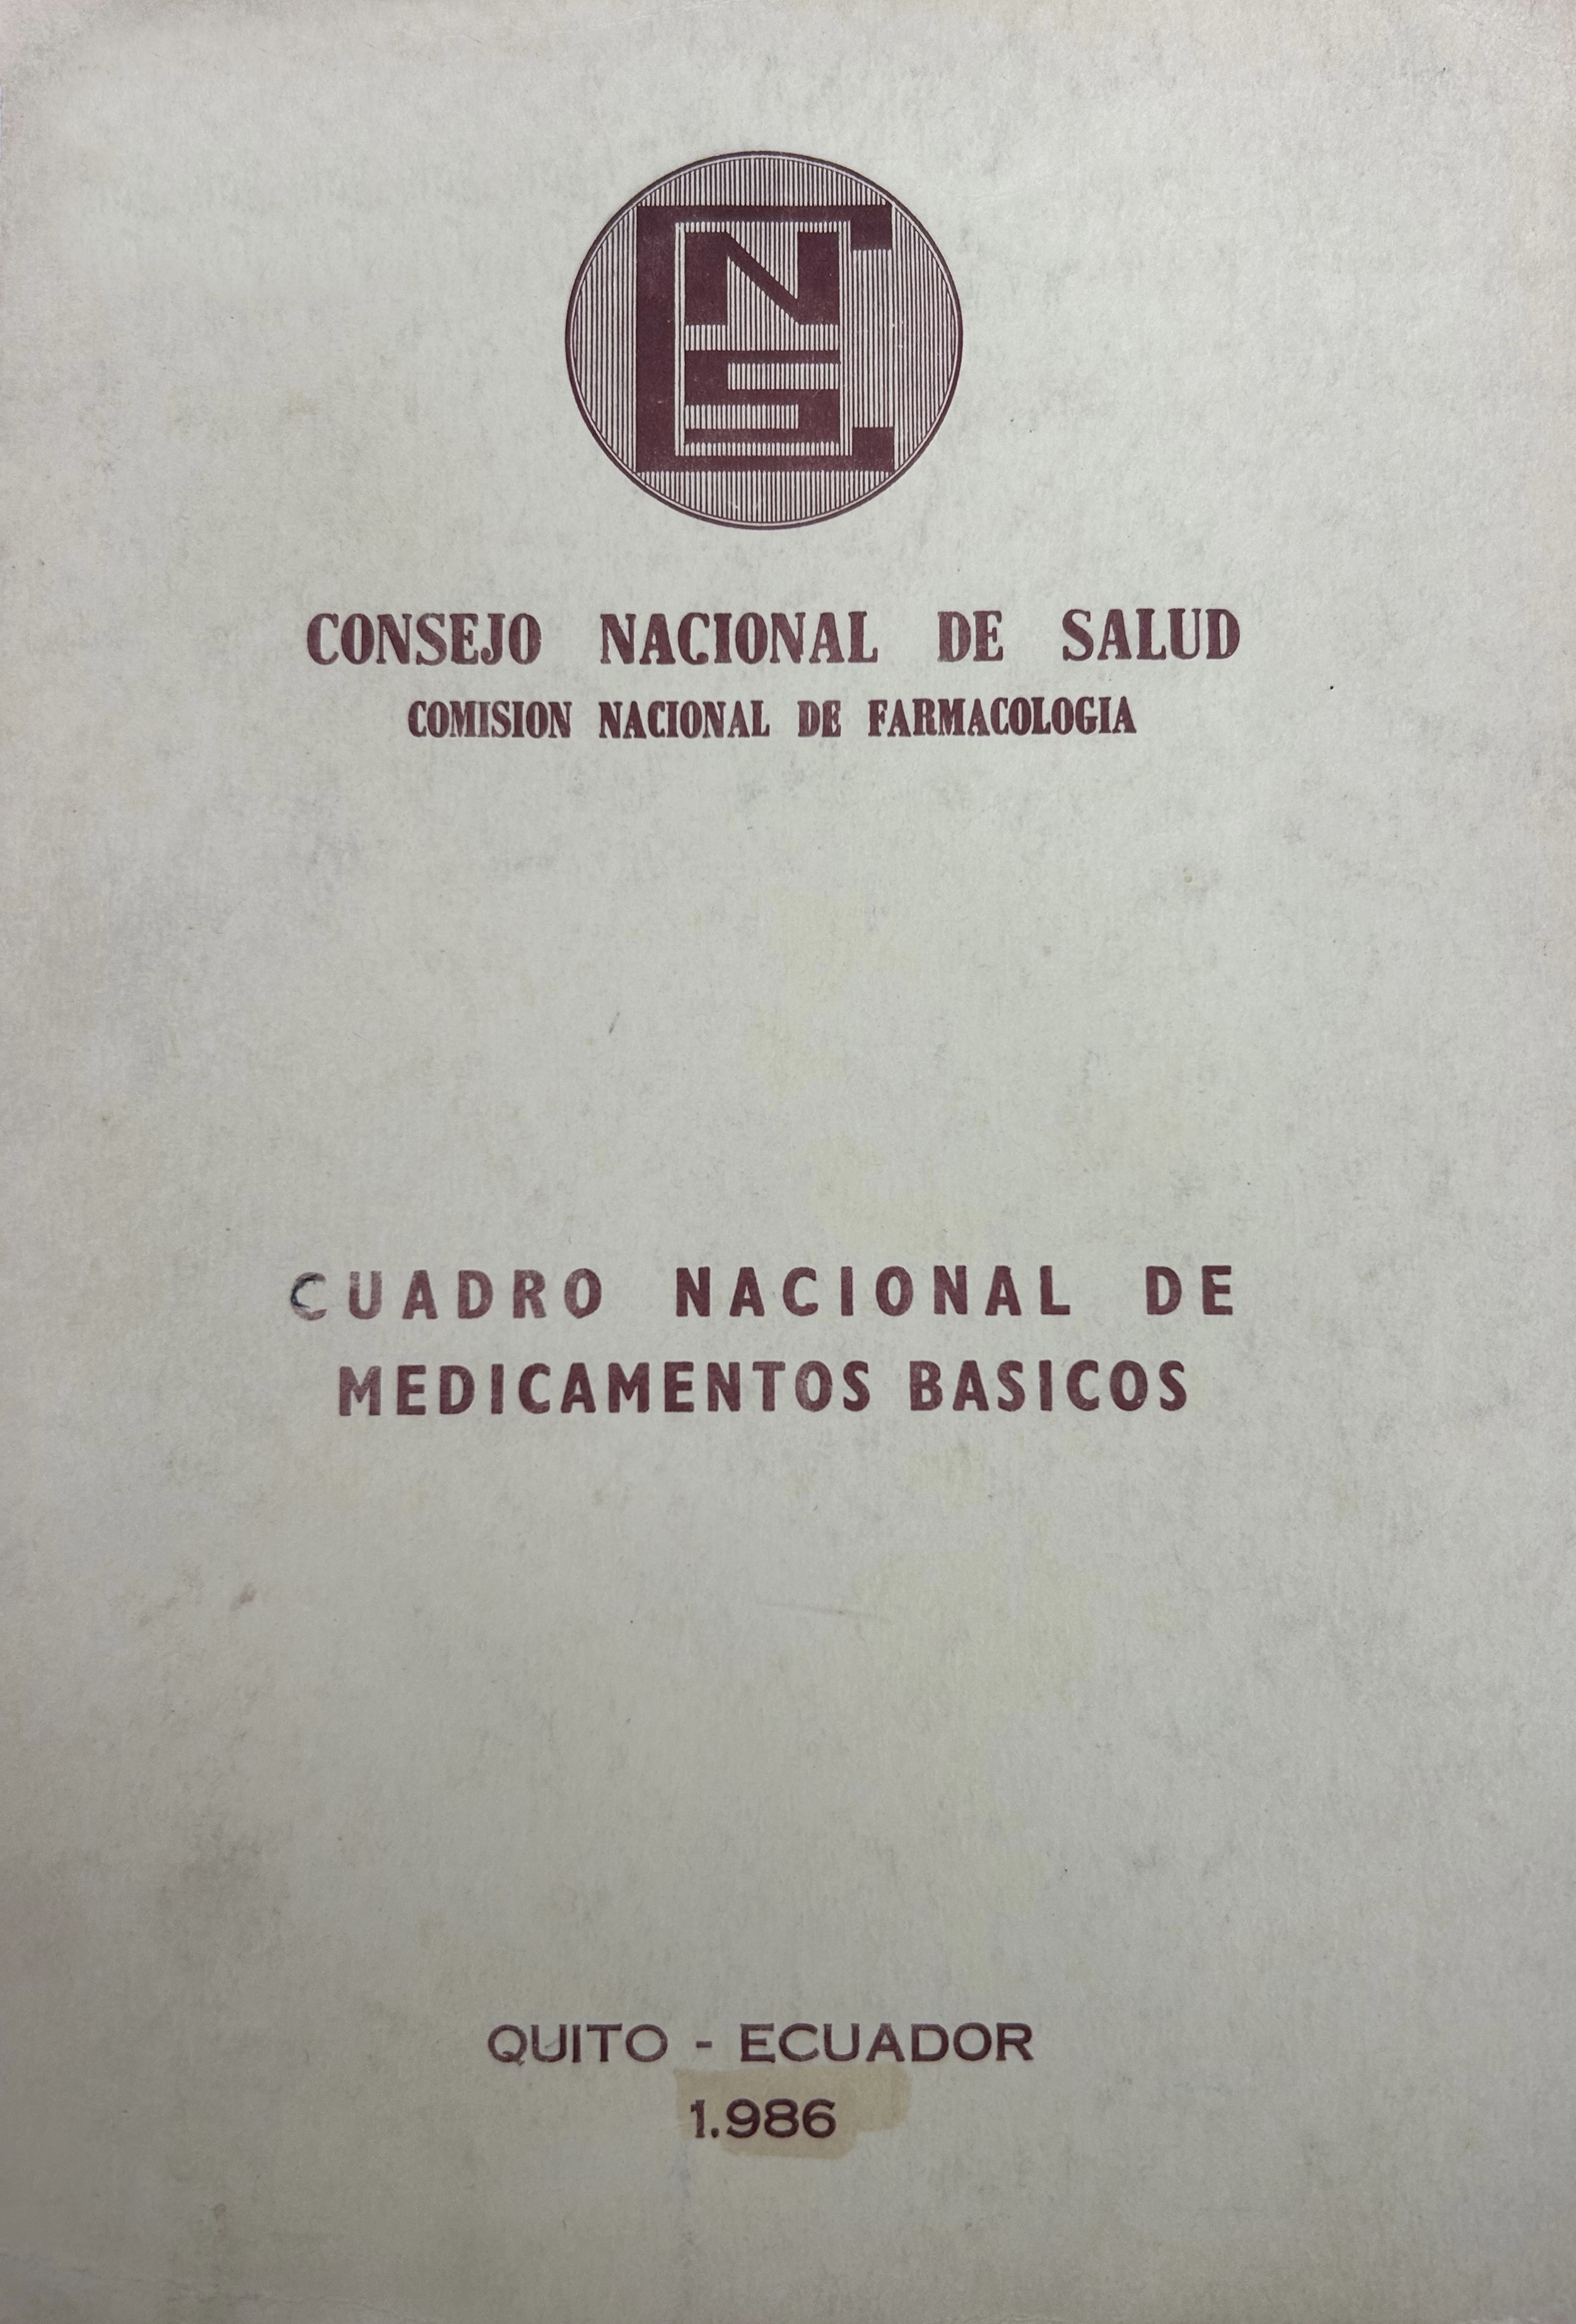 CNS
CONSEJO NACIONAL DE SALUD
COMISION NACIONAL DE FARMACOLOGIA
CUADRO NACIONAL DE
MEDICAMENTOS BASICOS
QUITO - ECUADOR
1.986